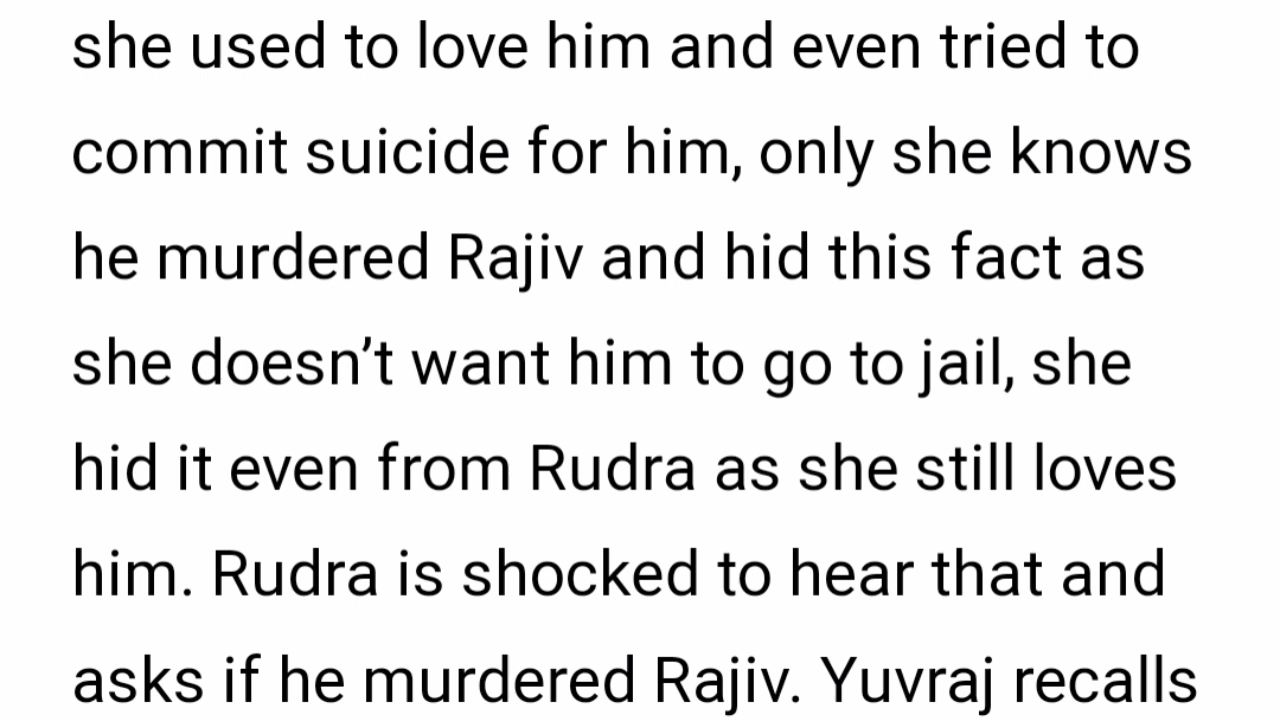 she used to love him and even tried to
commit suicide for him, only she knows
he murdered Rajiv and hid this fact as
she doesn’t want him to go to jail, she
hid it even from Rudra as she still loves
him. Rudra is shocked to hear that and
asks if he murdered Rajiv. Yuvraj recalls